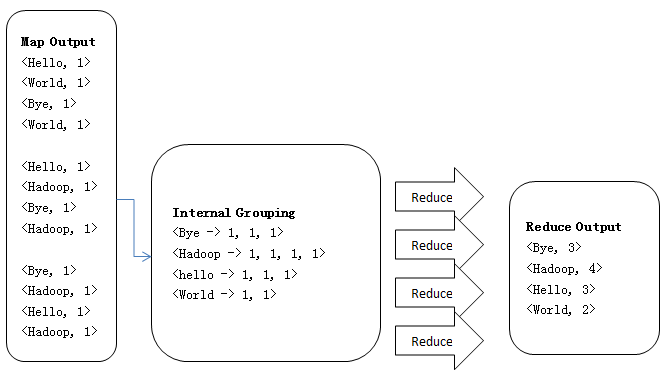 Map Output
<Hello, 1>
<World, 1>
<Bye, 1>
<World, 1>
<Hello, 1>
<Hadoop, 1>
<Bye, 1>
<Hadoop, 1>
<Bye, 1>
<Hadoop, 1>
<Hello, 1>
<Hadoop, 1>
Internal Grouping
<Bye -> 1, 1, 1>
<Hadoop -> 1, 1, 1, 1>
<hello -> 1, 1, 1>
<World -> 1, 1>
Reduce
Reduce
Reduce
Reduce
Reduce Output
<Bye, 3>
<Hadoop, 4>
<Hello, 3>
<World, 2>